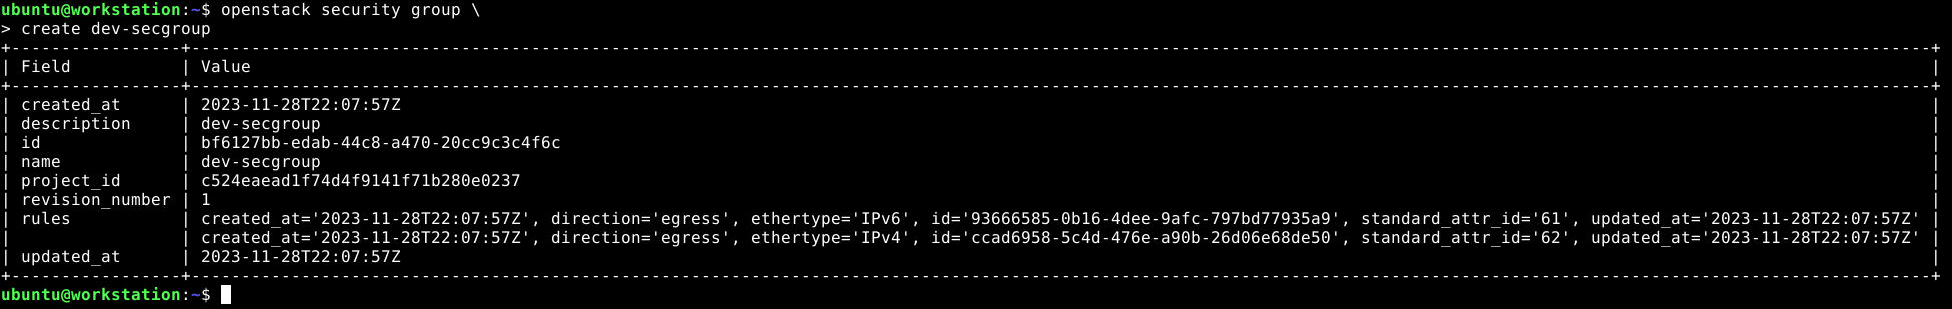 ubuntu@workstation:~$ openstack security group \
> create dev-secgroup
+-----------------+------------------------------------------------------------------------------------------------------------------------------------------------------------------------------+
| Field           | Value                                                                                                                                                                        |
+-----------------+------------------------------------------------------------------------------------------------------------------------------------------------------------------------------+
| created_at      | 2023-11-28T22:07:57Z                                                                                                                                                         |
| description     | dev-secgroup                                                                                                                                                                 |
| id              | bf6127bb-edab-44c8-a470-20cc9c3c4f6c                                                                                                                                         |
| name            | dev-secgroup                                                                                                                                                                 |
| project_id      | c524eaead1f74d4f9141f71b280e0237                                                                                                                                             |
| revision_number | 1                                                                                                                                                                            |
| rules           | created_at='2023-11-28T22:07:57Z', direction='egress', ethertype='IPv6', id='93666585-0b16-4dee-9afc-797bd77935a9', standard_attr_id='61', updated_at='2023-11-28T22:07:57Z' |
|                 | created_at='2023-11-28T22:07:57Z', direction='egress', ethertype='IPv4', id='ccad6958-5c4d-476e-a90b-26d06e68de50', standard_attr_id='62', updated_at='2023-11-28T22:07:57Z' |
| updated_at      | 2023-11-28T22:07:57Z                                                                                                                                                         |
+-----------------+------------------------------------------------------------------------------------------------------------------------------------------------------------------------------+
ubuntu@workstation:~$